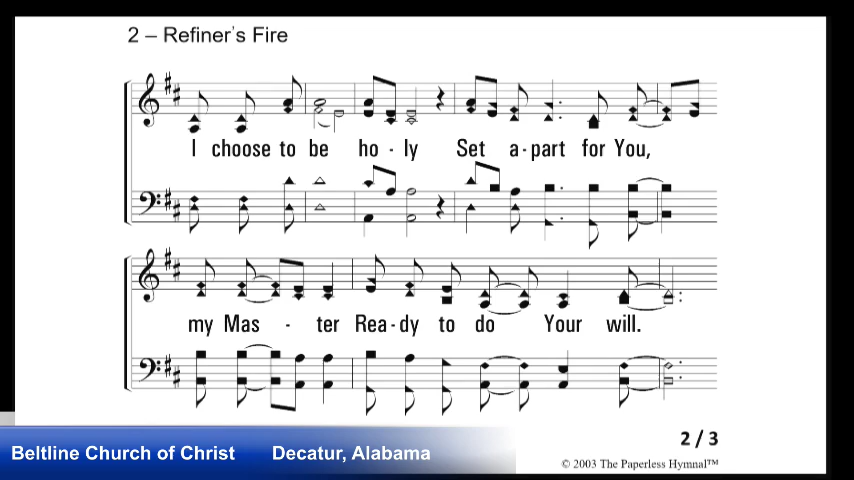 2 – Refiner's Fire
I choose to be ho - ly Set a - part for You,
my Mas - ter Rea - dy to do Your will.
2 / 3
Beltline Church of Christ Decatur, Alabama
© 2003 The Paperless Hymnal™